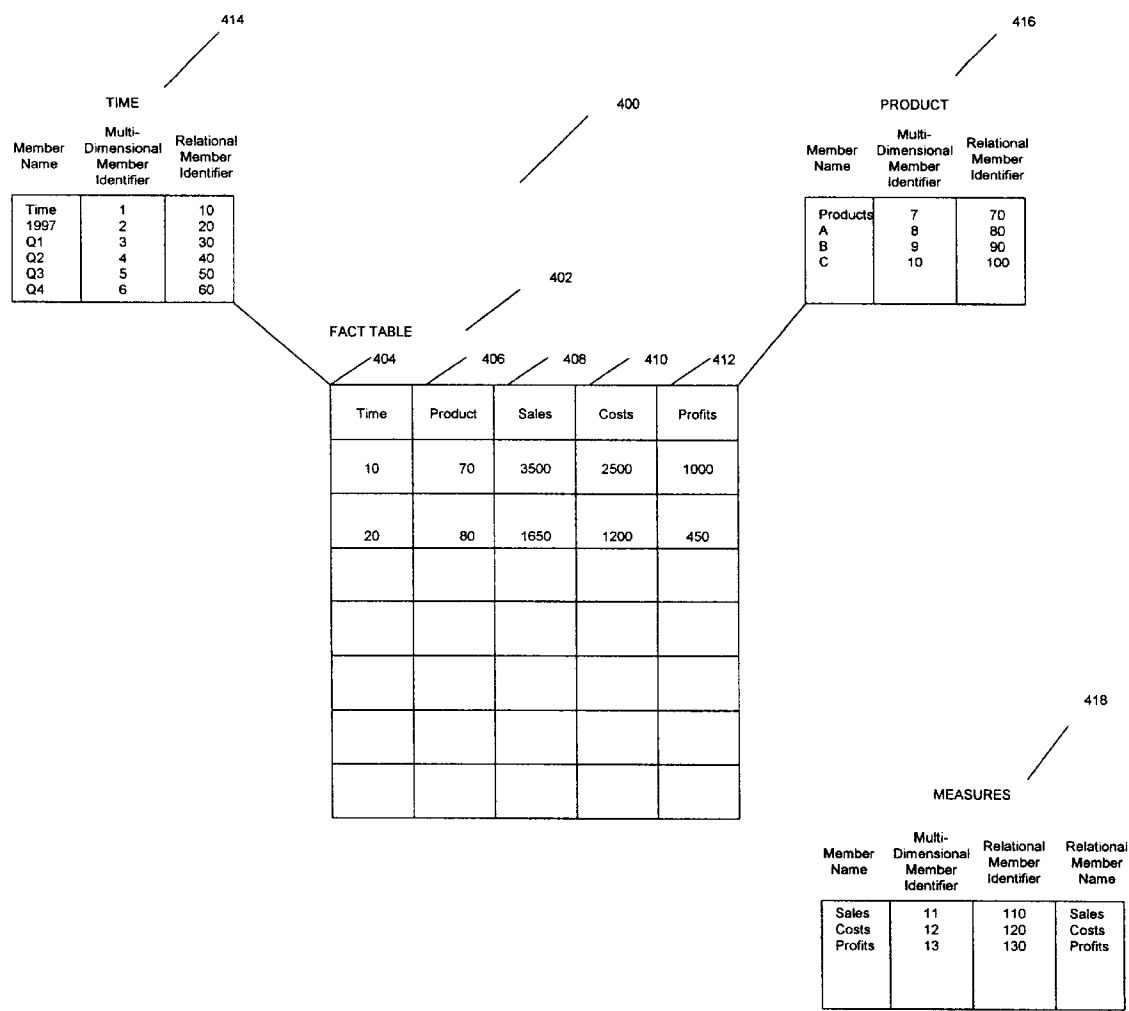 414
416
TIME
400
PRODUCT
Member Name
Multi-Dimensional Member Identifier
Relational Member Identifier
Time 1 10
1997 2 20
Q1 3 30
Q2 4 40
Q3 5 50
Q4 6 60
Member Name
Multi-Dimensional Member Identifier
Relational Member Identifier
Products 7 70
A 8 80
B 9 90
C 10 100
402
FACT TABLE
404 406 408 410 412
Time Product Sales Costs Profits
10 70 3500 2500 1000
20 80 1650 1200 450
418
MEASURES
Member Name
Multi-Dimensional Member Identifier
Relational Member Identifier
Relational Member Name
Sales 11 110 Sales
Costs 12 120 Costs
Profits 13 130 Profits